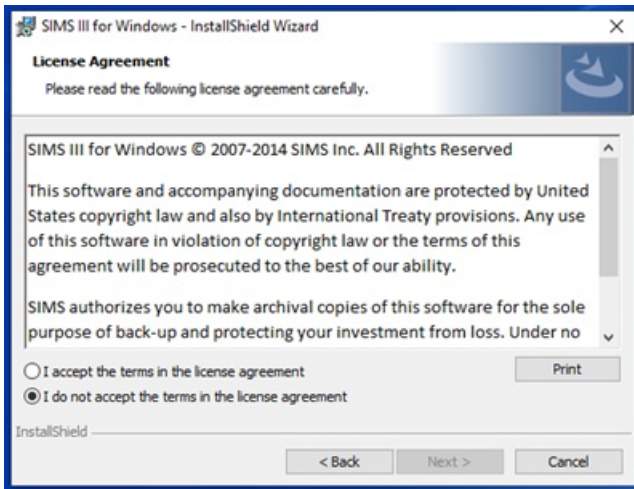 SIMS III for Windows - InstallShield Wizard
License Agreement
Please read the following license agreement carefully.
SIMS III for Windows © 2007-2014 SIMS Inc. All Rights Reserved
This software and accompanying documentation are protected by United
States copyright law and also by International Treaty provisions. Any use
of this software in violation of copyright law or the terms of this
agreement will be prosecuted to the best of our ability.
SIMS authorizes you to make archival copies of this software for the sole
purpose of back-up and protecting your investment from loss. Under no
I accept the terms in the license agreement
Print
I do not accept the terms in the license agreement
InstallShield
< Back
Next >
Cancel